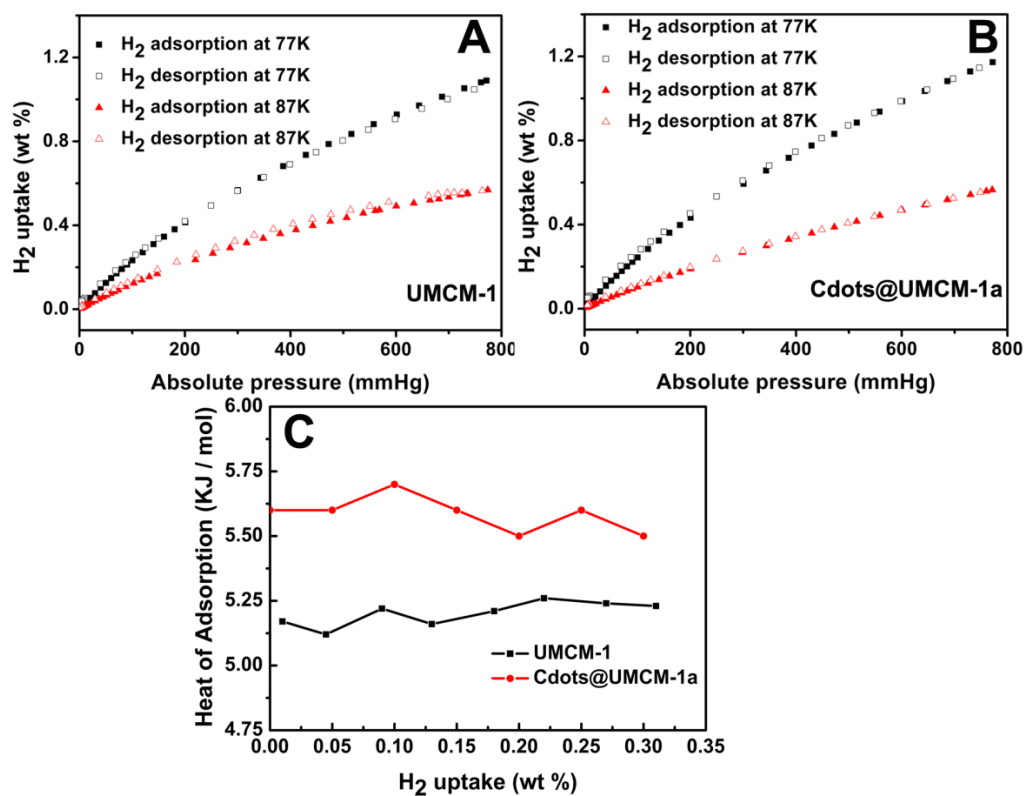 A
H2 adsorption at 77K
H2 desorption at 77K
H2 adsorption at 87K
H2 desorption at 87K
H2 uptake (wt %)
1.2
0.8
0.4
0.0
UMCM-1
0 200 400 600 800
Absolute pressure (mmHg)
B
H2 adsorption at 77K
H2 desorption at 77K
H2 adsorption at 87K
H2 desorption at 87K
H2 uptake (wt %)
1.2
0.8
0.4
0.0
Cdots@UMCM-1a
0 200 400 600 800
Absolute pressure (mmHg)
C
Heat of Adsorption (KJ / mol)
6.00
5.75
5.50
5.25
5.00
4.75
UMCM-1
Cdots@UMCM-1a
0.00 0.05 0.10 0.15 0.20 0.25 0.30 0.35
H2 uptake (wt %)